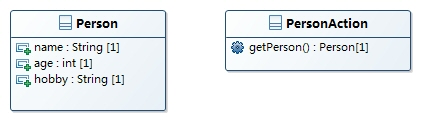 Person
name : String [1]
age : int [1]
hobby : String [1]
PersonAction
getPerson() : Person[1]